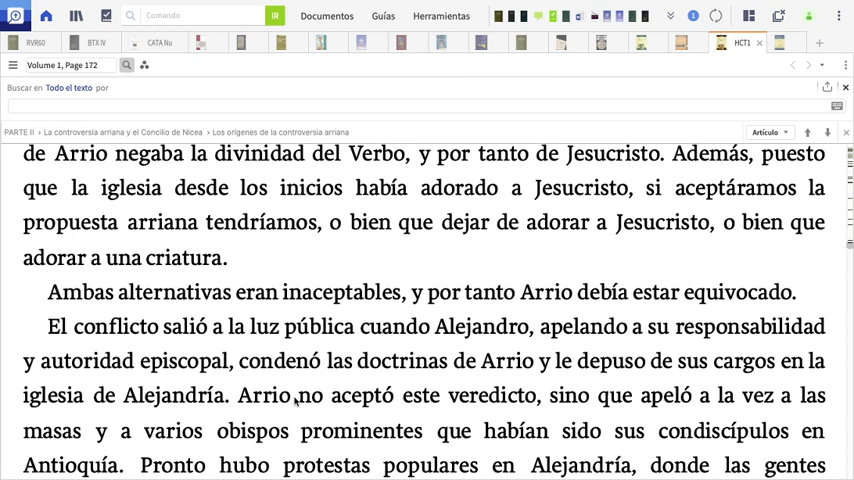 Comando
IR
Documentos
Guías
Herramientas
1
RVR60
BTX IV
CATA Nu
HCT1
Volume 1, Page 172
Buscar en Todo el texto por
PARTE II › La controversia arriana y el Concilio de Nicea › Los orígenes de la controversia arriana
Artículo
de Arrio negaba la divinidad del Verbo, y por tanto de Jesucristo. Además, puesto
que la iglesia desde los inicios había adorado a Jesucristo, si aceptáramos la
propuesta arriana tendríamos, o bien que dejar de adorar a Jesucristo, o bien que
adorar a una criatura.
Ambas alternativas eran inaceptables, y por tanto Arrio debía estar equivocado.
El conflicto salió a la luz pública cuando Alejandro, apelando a su responsabilidad
y autoridad episcopal, condenó las doctrinas de Arrio y le depuso de sus cargos en la
iglesia de Alejandría. Arrio no aceptó este veredicto, sino que apeló a la vez a las
masas y a varios obispos prominentes que habían sido sus condiscípulos en
Antioquía. Pronto hubo protestas populares en Alejandría, donde las gentes